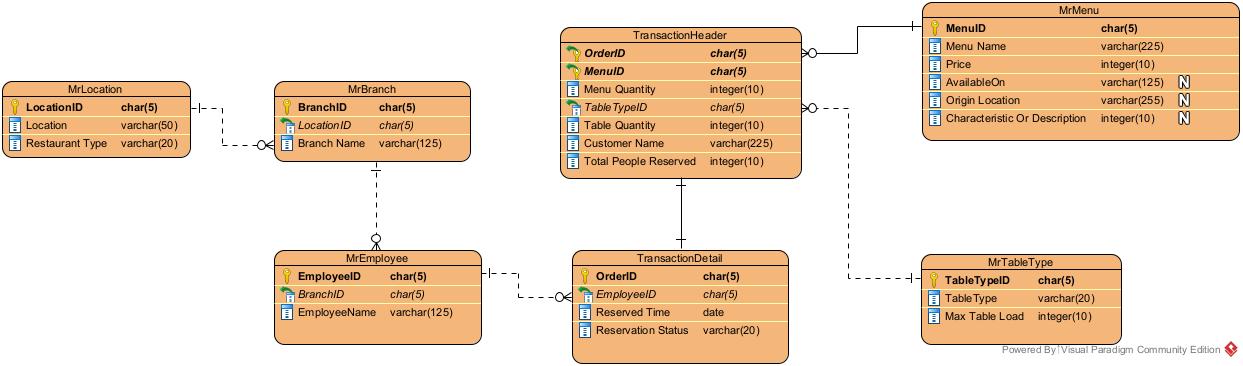 MrLocation
LocationID char(5)
Location varchar(50)
Restaurant Type varchar(20)
MrBranch
BranchID char(5)
LocationID char(5)
Branch Name varchar(125)
TransactionHeader
OrderID char(5)
MenuID char(5)
Menu Quantity integer(10)
TableTypeID char(5)
Table Quantity integer(10)
Customer Name varchar(225)
Total People Reserved integer(10)
MrMenu
MenuID char(5)
Menu Name varchar(225)
Price integer(10)
AvailableOn varchar(125) N
Origin Location varchar(255) N
Characteristic Or Description integer(10) N
MrEmployee
EmployeeID char(5)
BranchID char(5)
EmployeeName varchar(125)
TransactionDetail
OrderID char(5)
EmployeeID char(5)
Reserved Time date
Reservation Status varchar(20)
MrTableType
TableTypeID char(5)
TableType varchar(20)
Max Table Load integer(10)
Powered By Visual Paradigm Community Edition